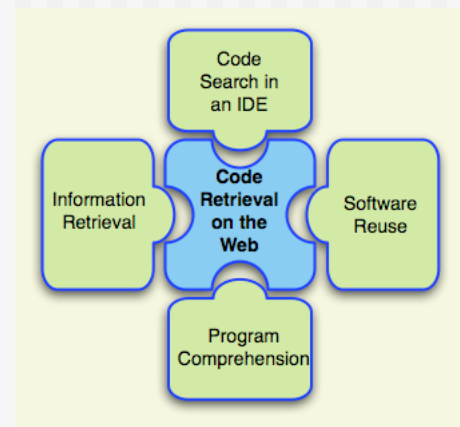 Code
Search in
an IDE
Information
Retrieval
Code
Retrieval
on the
Web
Software
Reuse
Program
Comprehension